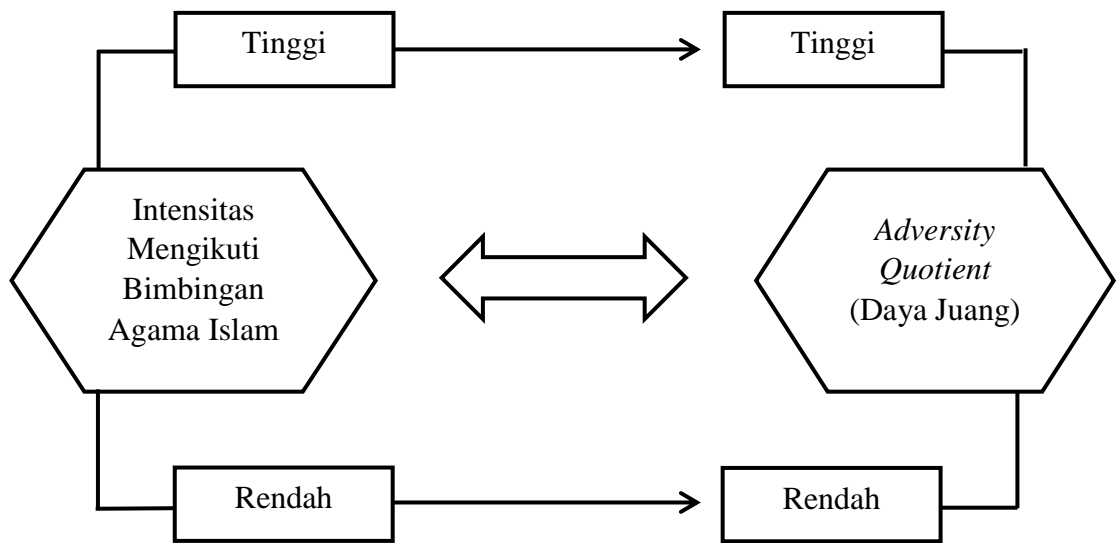 Tinggi
Tinggi
Intensitas
Mengikuti
Bimbingan
Agama Islam
Adversity
Quotient
(Daya Juang)
Rendah
Rendah